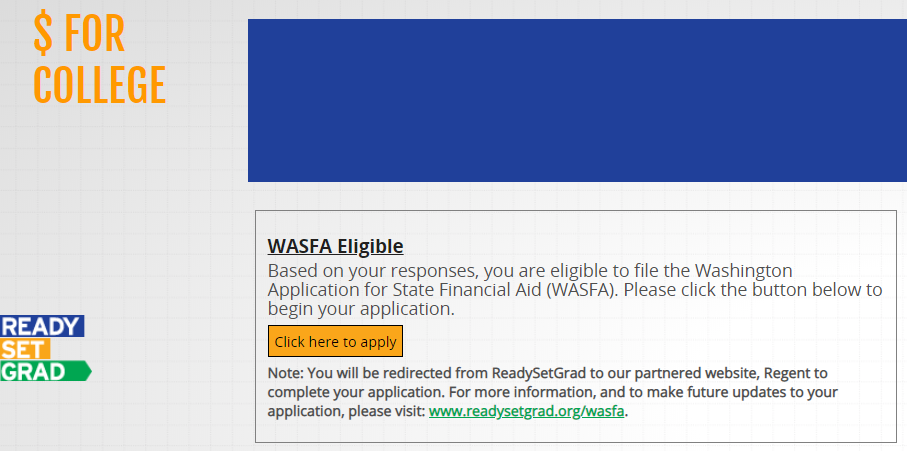 $ FOR
COLLEGE
WASFA Eligible
Based on your responses, you are eligible to file the Washington
Application for State Financial Aid (WASFA). Please click the button below to
begin your application.
Click here to apply
Note: You will be redirected from ReadySetGrad to our partnered website, Regent to
complete your application. For more information, and to make future updates to your
application, please visit: www.readysetgrad.org/wasfa.
READY
SET
GRAD